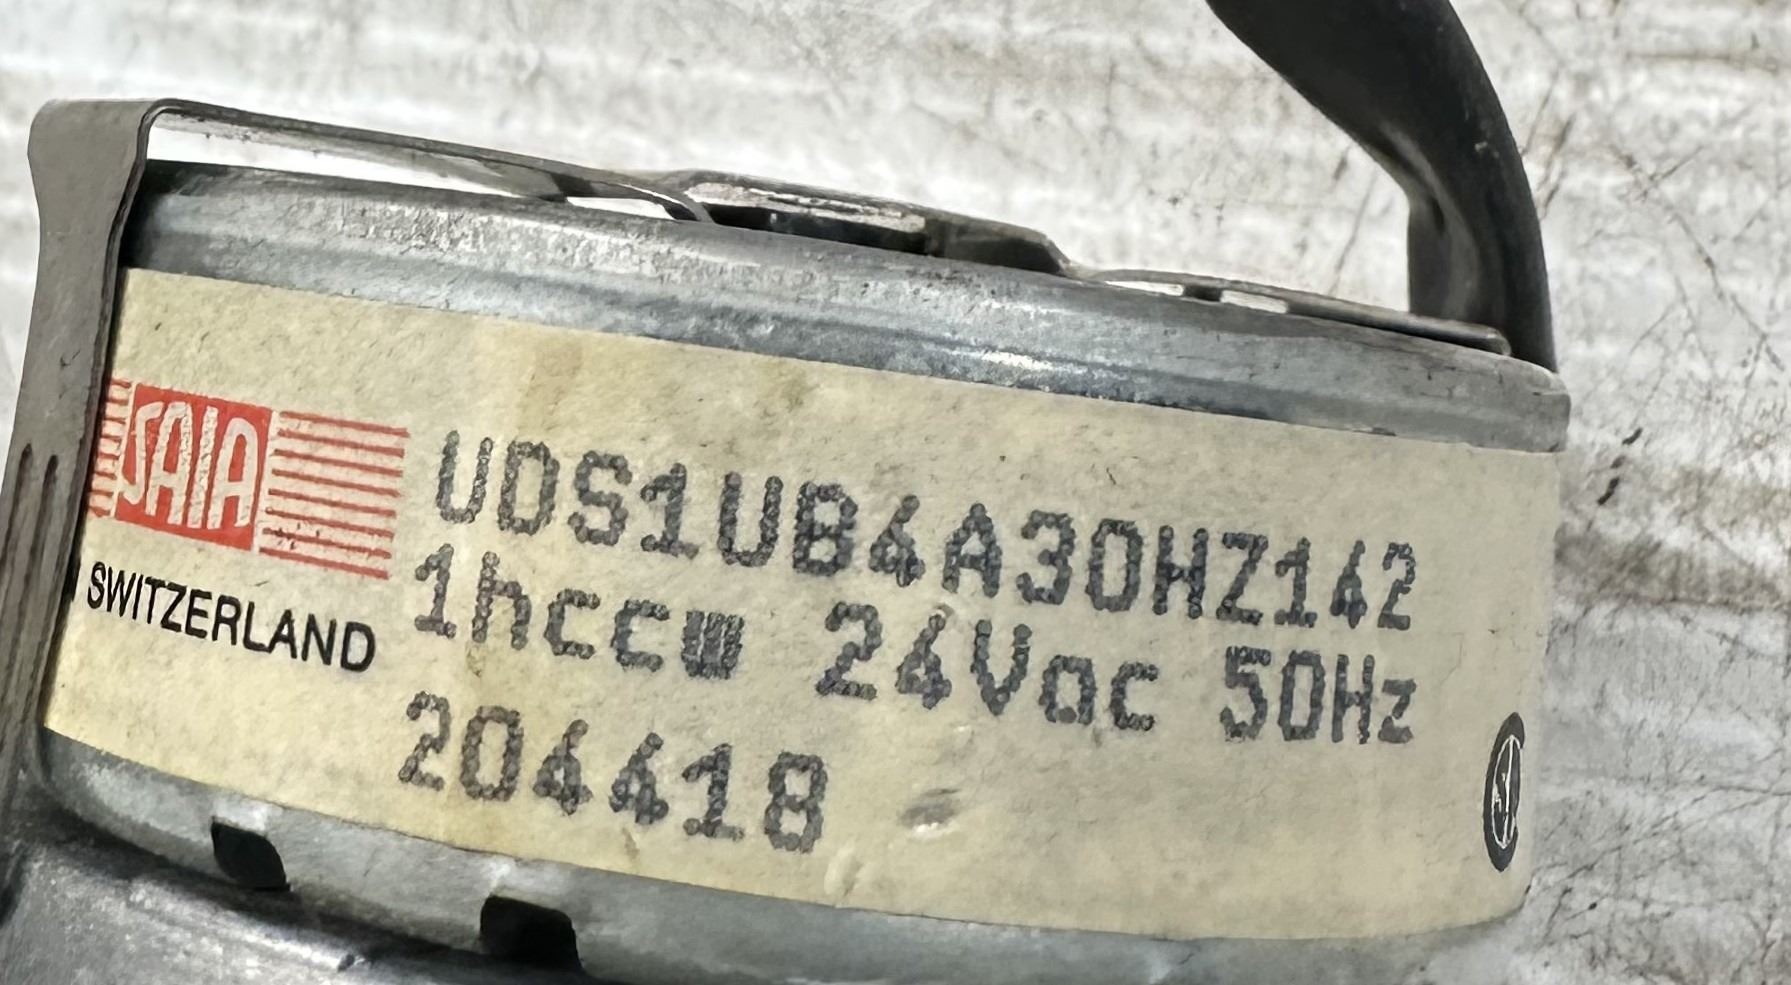 SAIA
SWITZERLAND
UDS1UB4A30HZ142
1hccw 24Vac 50Hz
204418